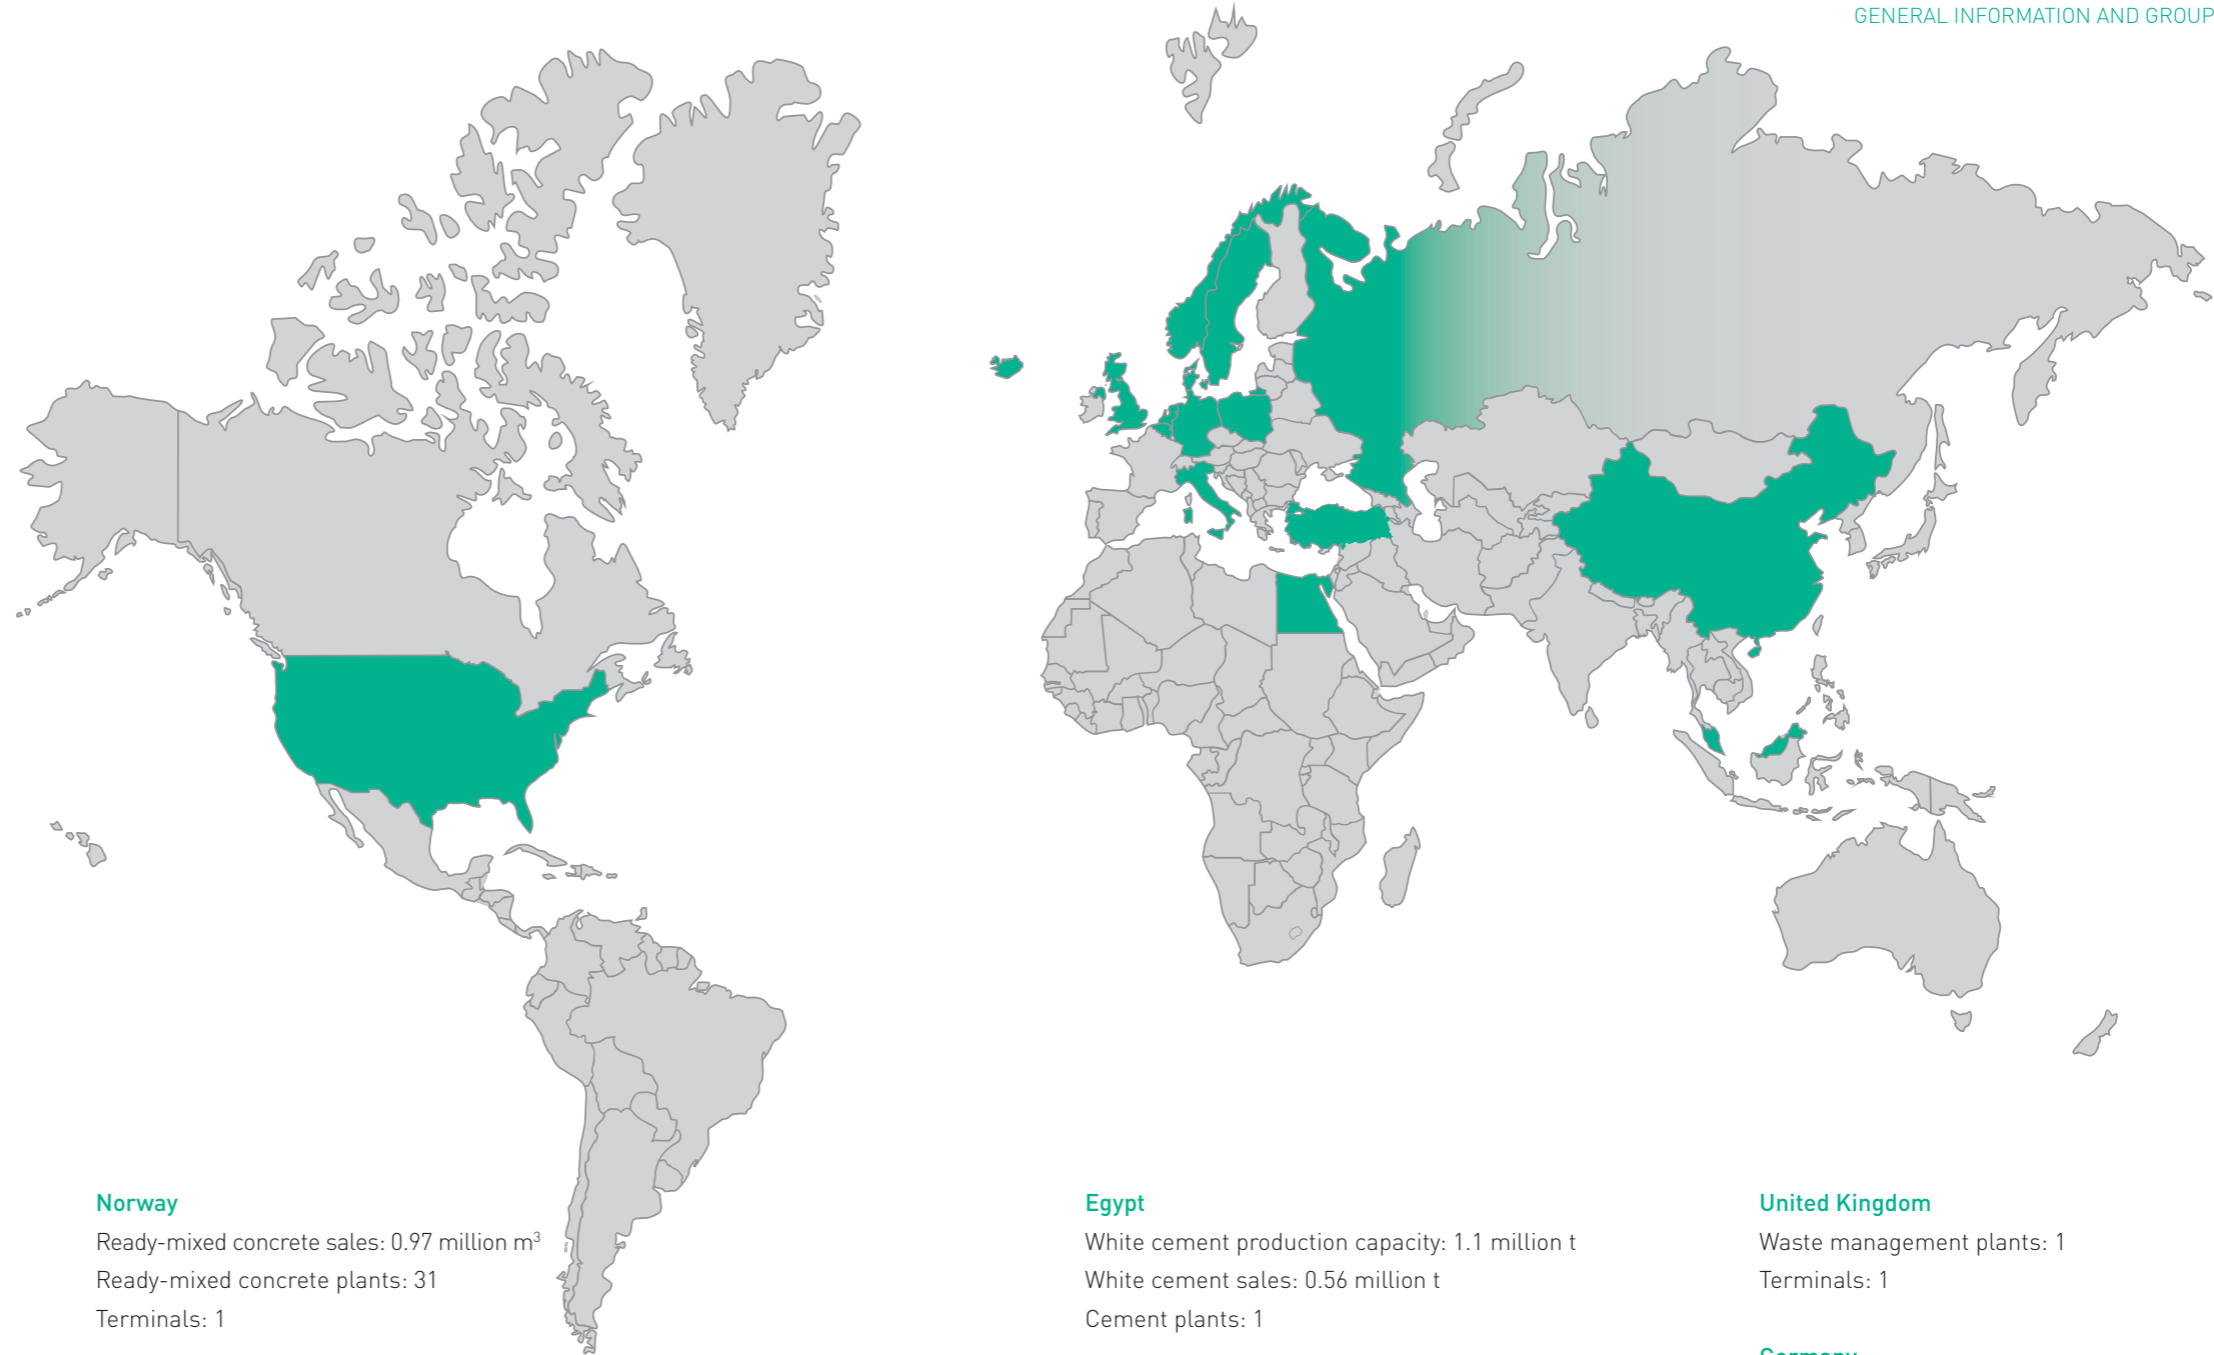 GENERAL INFORMATION AND GROUP
Norway
Ready-mixed concrete sales: 0.97 million m³
Ready-mixed concrete plants: 31
Terminals: 1
Egypt
White cement production capacity: 1.1 million t
White cement sales: 0.56 million t
Cement plants: 1
United Kingdom
Waste management plants: 1
Terminals: 1
Germany